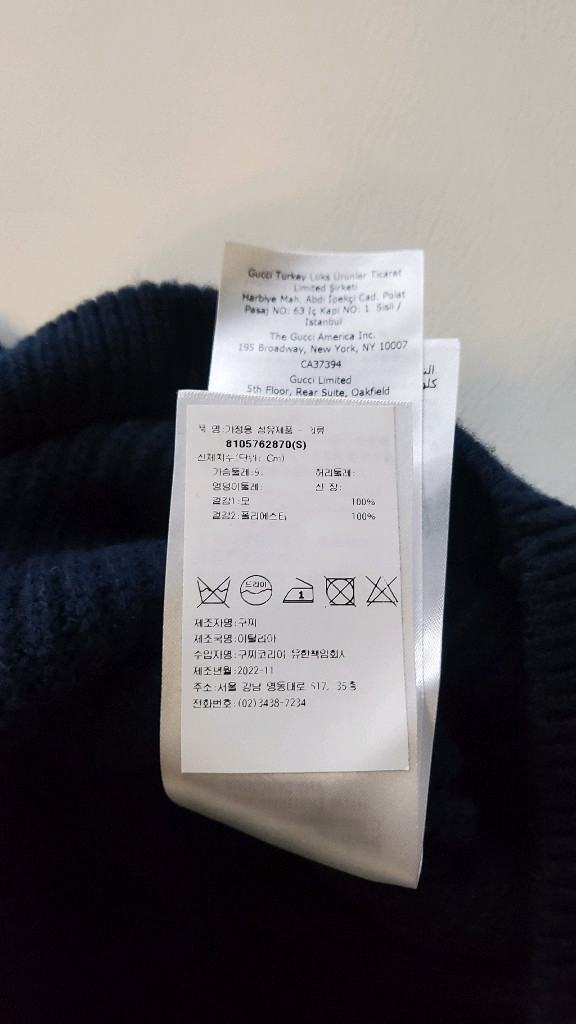 Gucci Turkey Lüks Ürünler Ticaret
Limited Şirketi
Harbiye Mah. Abdi İpekçi Cad. Polat
Pasaj NO: 63 İç Kapi NO: 1 Sisli /
Istanbul
The Gucci America Inc.
195 Broadway, New York, NY 10007
CA37394
Gucci Limited
5th Floor, Rear Suite, Oakfield
품 명:가정용 섬유제품 - 의류
8105762870(S)
신체치수(단위: Cm)
가슴둘레: 허리둘레:
엉덩이둘레: 신 장:
겉감1:모 100%
겉감2:폴리에스터 100%
드라이
1
제조자명:구찌
제조국명:이탈리아
수입자명:구찌코리아 유한책임회사
제조년월:2022-11
주소:서울 강남 영동대로 517, 35층
전화번호:(02)3438-7234